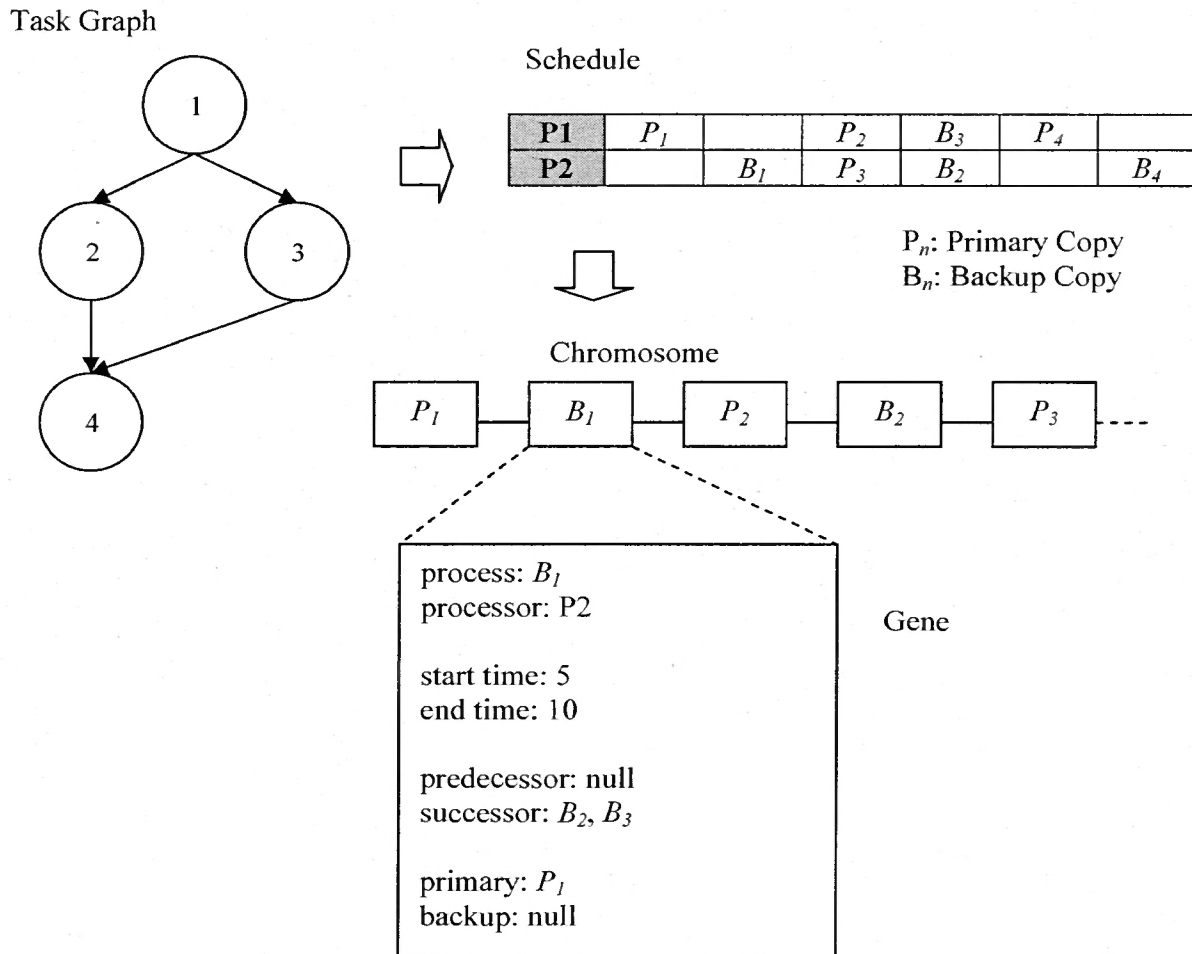 Task Graph
Schedule
1
2
3
4
P1 P₁ P₂ B₃ P₄
P2 B₁ P₃ B₂ B₄
Pₙ: Primary Copy
Bₙ: Backup Copy
Chromosome
P₁ B₁ P₂ B₂ P₃
process: B₁
processor: P2
Gene
start time: 5
end time: 10
predecessor: null
successor: B₂, B₃
primary: P₁
backup: null